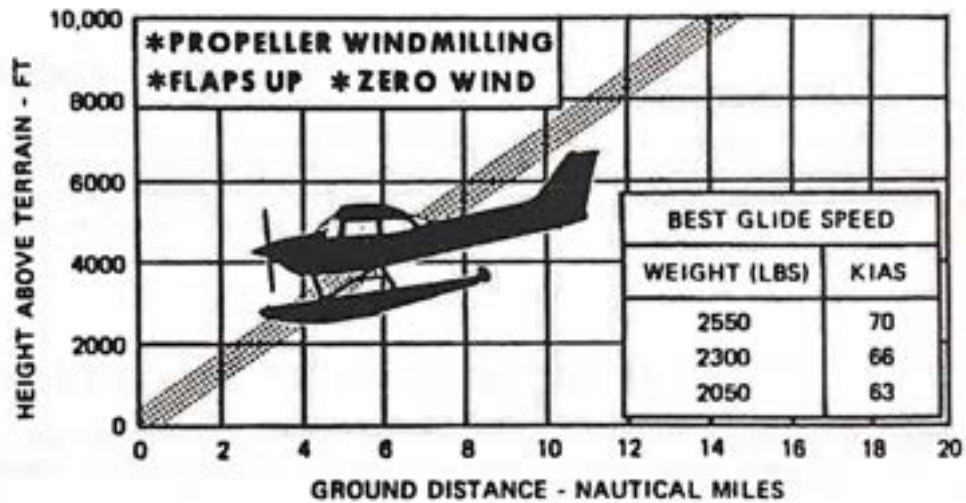 10,000
8000
6000
4000
2000
0
HEIGHT ABOVE TERRAIN - FT
*PROPELLER WINDMILLING
*FLAPS UP *ZERO WIND
BEST GLIDE SPEED
WEIGHT (LBS) KIAS
2550 70
2300 66
2050 63
0 2 4 6 8 10 12 14 16 18 20
GROUND DISTANCE - NAUTICAL MILES